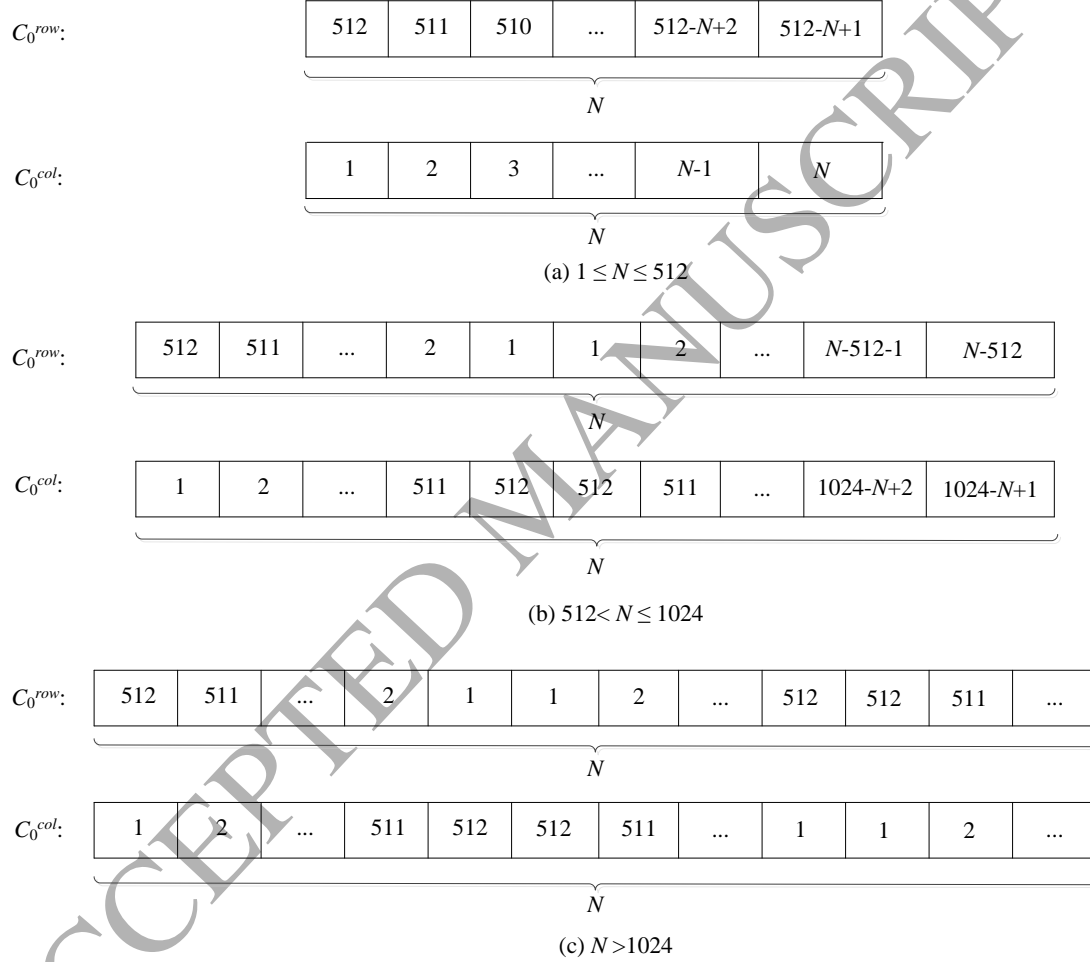 C₀ʳᵒʷ: 512 511 510 ... 512-N+2 512-N+1
N
C₀ᶜᵒˡ: 1 2 3 ... N-1 N
N
(a) 1 ≤ N ≤ 512
C₀ʳᵒʷ: 512 511 ... 2 1 1 2 ... N-512-1 N-512
N
C₀ᶜᵒˡ: 1 2 ... 511 512 512 511 ... 1024-N+2 1024-N+1
N
(b) 512< N ≤ 1024
C₀ʳᵒʷ: 512 511 ... 2 1 1 2 ... 512 512 511 ...
N
C₀ᶜᵒˡ: 1 2 ... 511 512 512 511 ... 1 1 2 ...
N
(c) N >1024
CCEPTED MANUSCRIP